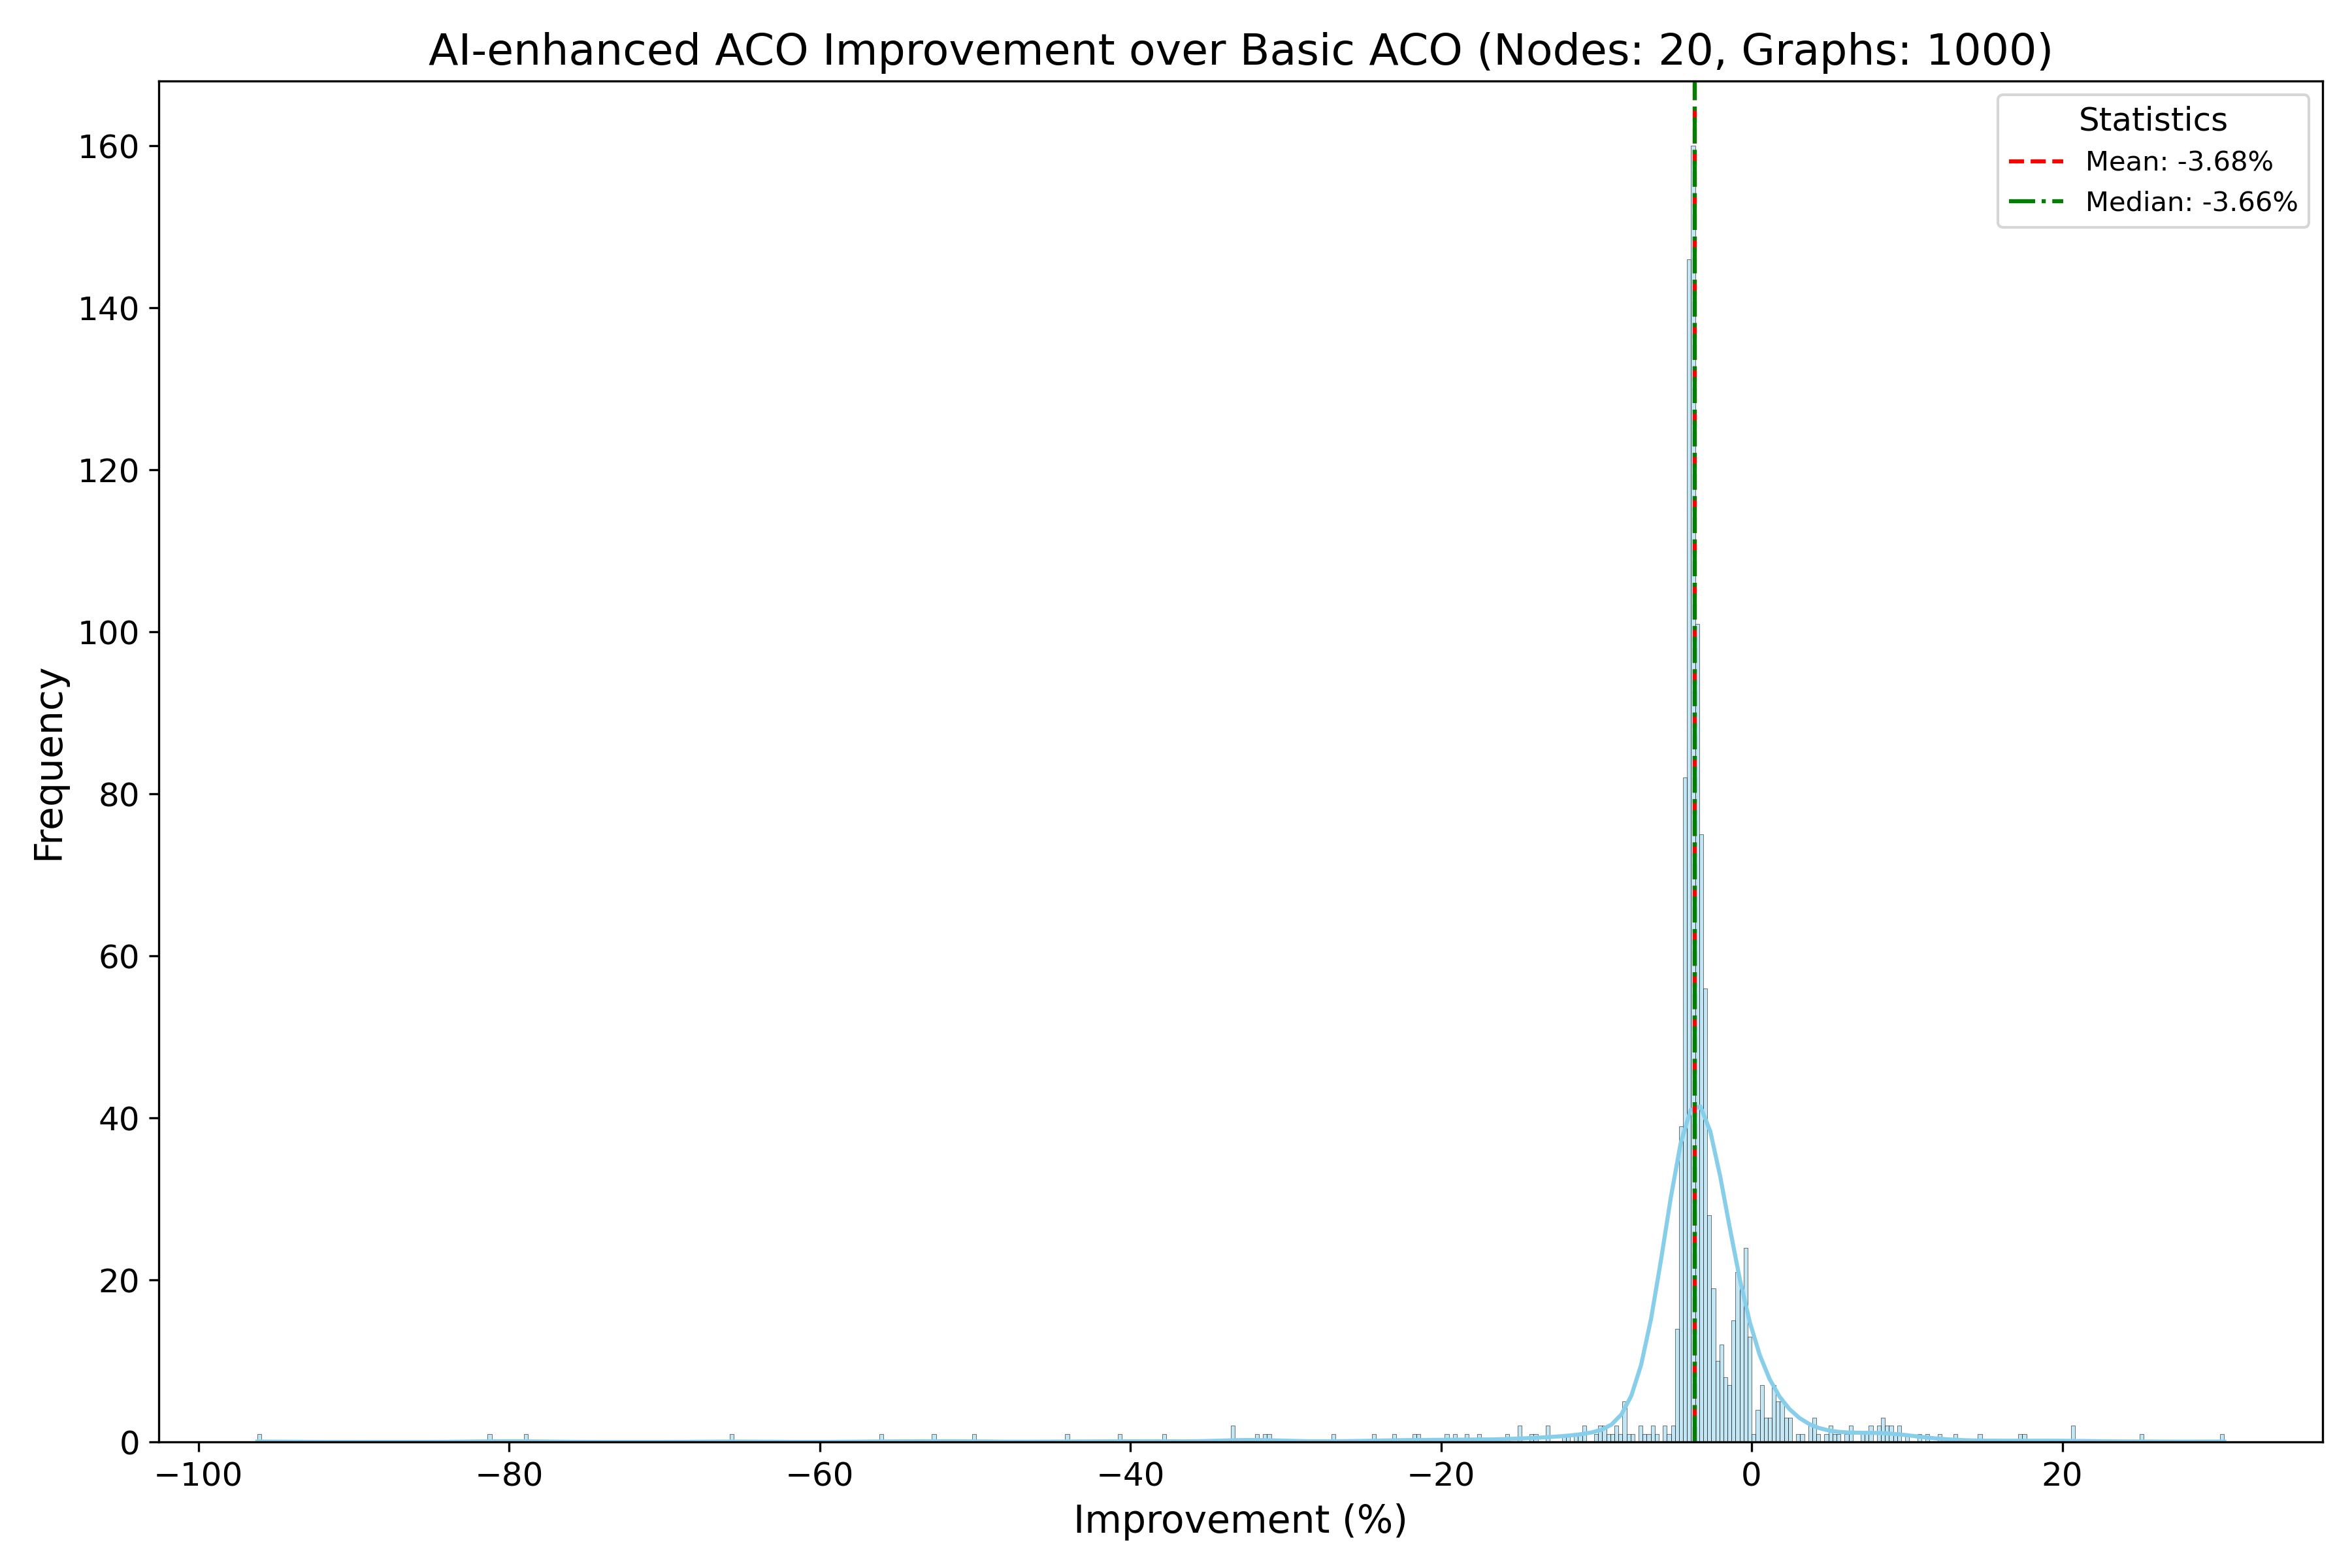 AI-enhanced ACO Improvement over Basic ACO (Nodes: 20, Graphs: 1000)
Statistics
Mean: -3.68%
Median: -3.66%
160
140
120
100
80
60
40
20
0
Frequency
−100
−80
−60
−40
−20
0
20
Improvement (%)